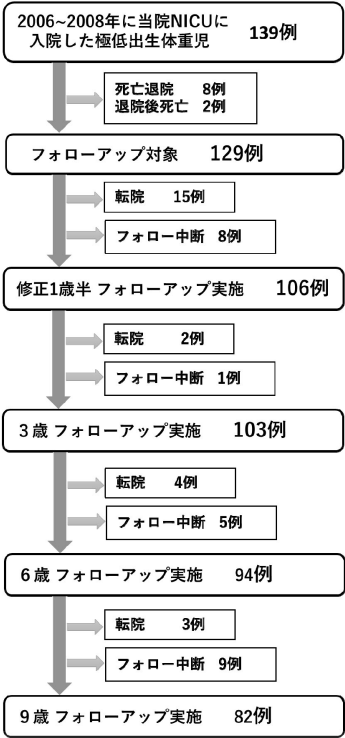 2006~2008年に当院NICUに
入院した極低出生体重児 139例
死亡退院 8例
退院後死亡 2例
フォローアップ対象 129例
転院 15例
フォロー中断 8例
修正1歳半 フォローアップ実施 106例
転院 2例
フォロー中断 1例
３歳 フォローアップ実施 103例
転院 4例
フォロー中断 5例
６歳 フォローアップ実施 94例
転院 3例
フォロー中断 9例
９歳 フォローアップ実施 82例